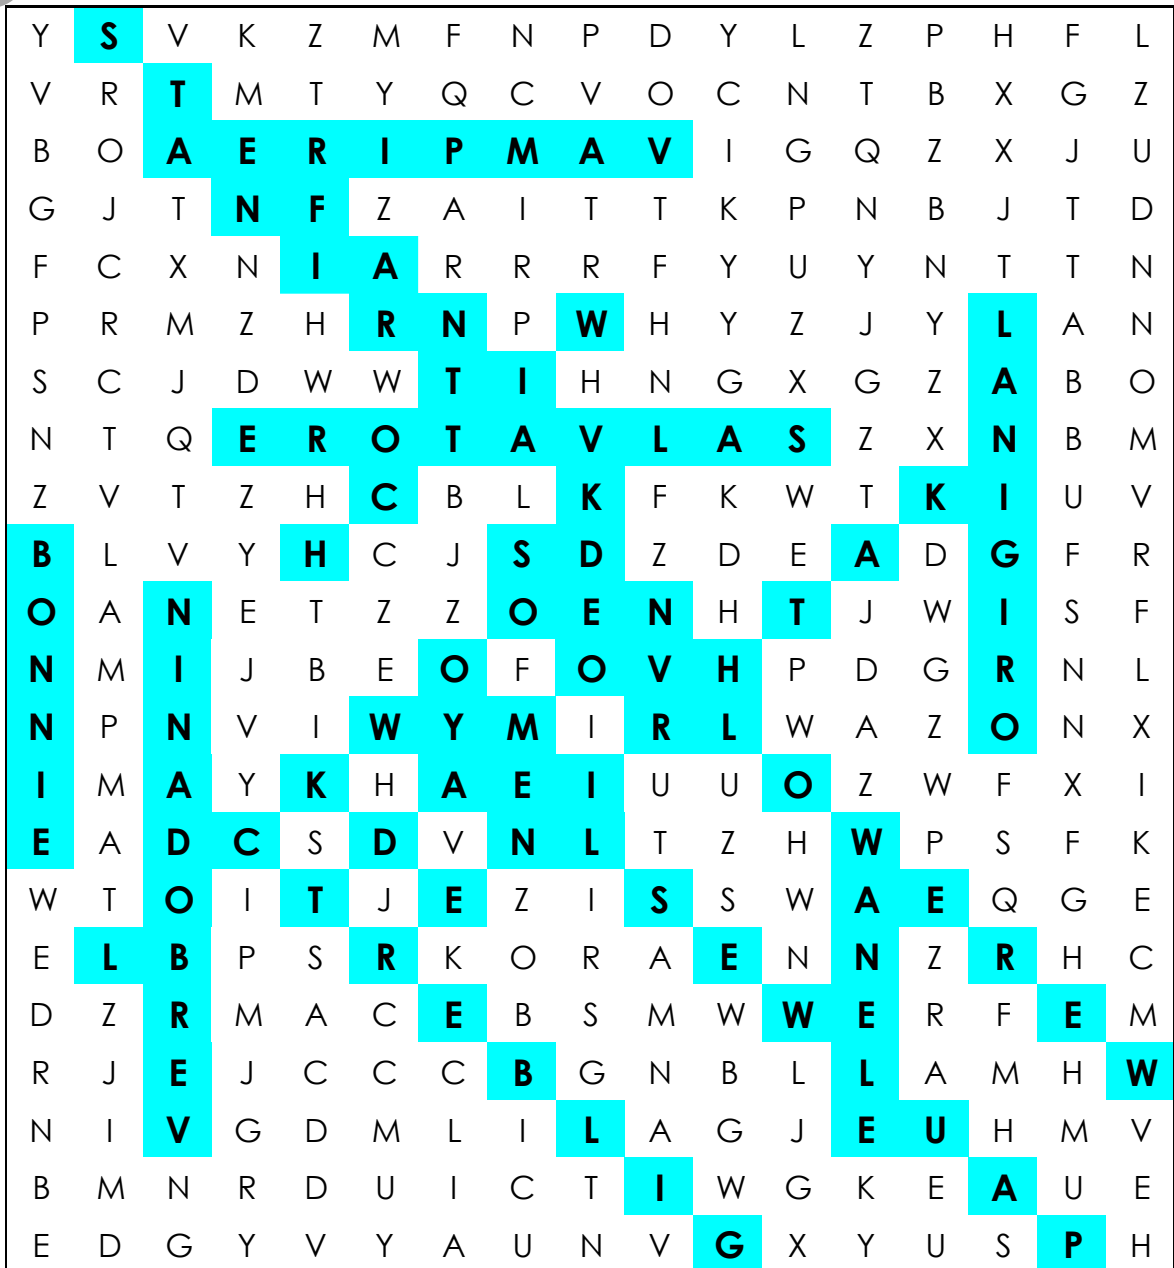 Y S V K Z M F N P D Y L Z P H F L
V R T M T Y Q C V O C N T B X G Z
B O A E R I P M A V I G Q Z X J U
G J T N F Z A I T T K P N B J T D
F C X N I A R R R F Y U Y N T T N
P R M Z H R N P W H Y Z J Y L A N
S C J D W W T I H N G X G Z A B O
N T Q E R O T A V L A S Z X N B M
Z V T Z H C B L K F K W T K I U V
B L V Y H C J S D Z D E A D G F R
O A N E T Z Z O E N H T J W I S F
N M I J B E O F O V H P D G R N L
N P N V I W Y M I R L W A Z O N X
I M A Y K H A E I U U O Z W F X I
E A D C S D V N L T Z H W P S F K
W T O I T J E Z I S S W A E Q G E
E L B P S R K O R A E N N Z R H C
D Z R M A C E B S M W W E R F E M
R J E J C C C B G N B L L A M H W
N I V G D M L I L A G J E U H M V
B M N R D U I C T I W G K E A U E
E D G Y V Y A U N V G X Y U S P H